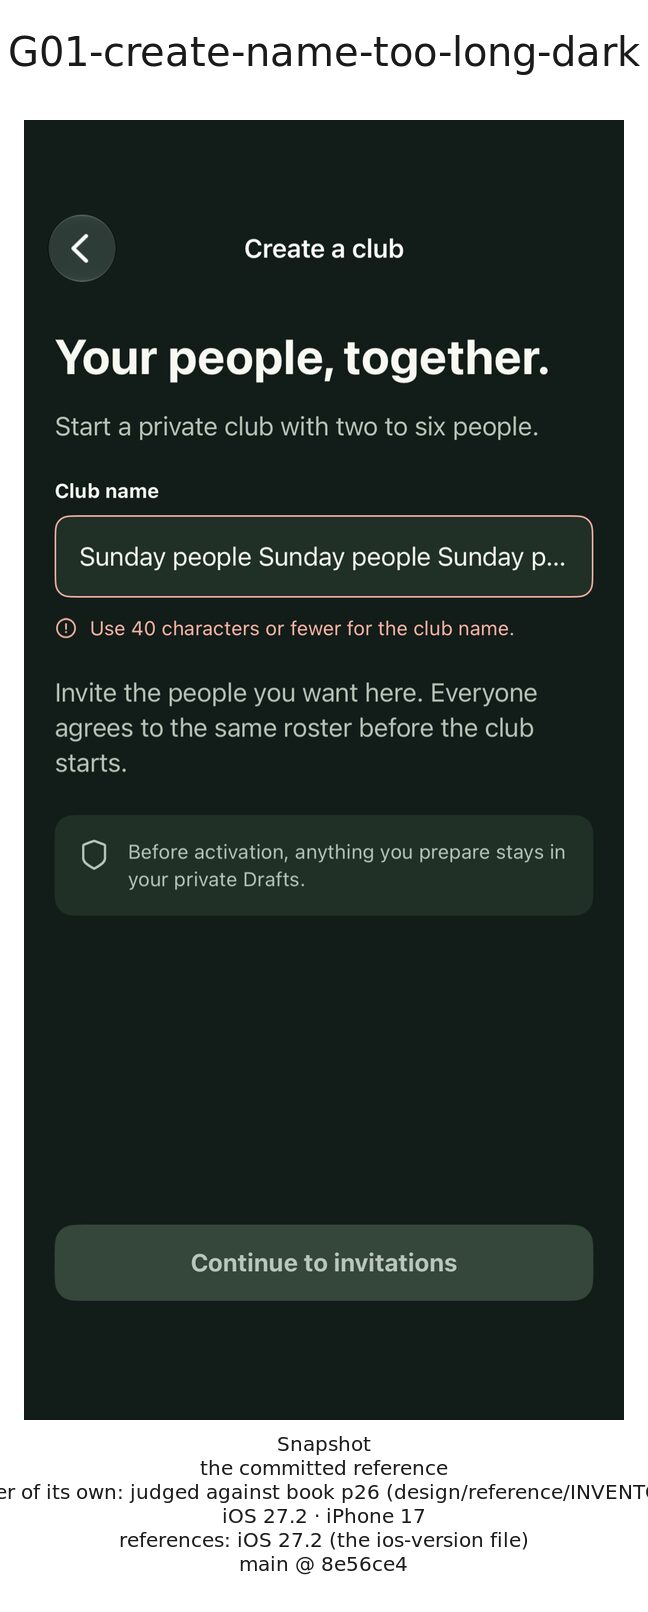 G01-create-name-too-long-dark
Create a club
Your people, together.
Start a private club with two to six people.
Club name
Sunday people Sunday people Sunday p...
Use 40 characters or fewer for the club name.
Invite the people you want here. Everyone
agrees to the same roster before the club
starts.
Before activation, anything you prepare stays in
your private Drafts.
Continue to invitations
Snapshot
the committed reference
of its own: judged against book p26 (design/reference/
iOS 27.2 · iPhone 17
references: iOS 27.2 (the ios-version file)
main @ 8e56ce4